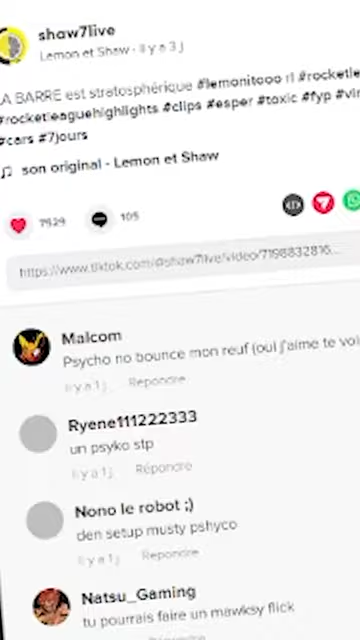 shaw7live
Lemon et Shaw · Il y a 3 j
LA BARRE est stratosphérique #lemonitooo rl #rocketle
#rocketleaguehighlights #clips #esper #toxic #fyp #vir
#cars #7jours
son original - Lemon et Shaw
7929
105
https://www.tiktok.com/@shaw7live/video/7198832816...
Malcom
Psycho no bounce mon reuf (oui j'aime te voi
Il y a 1 j Répondre
Ryene111222333
un psyko stp
Il y a 1 j Répondre
Nono le robot ;)
den setup musty pshyco
Il y a 1 j Répondre
Natsu_Gaming
tu pourrais faire un mawksy flick
Répondre